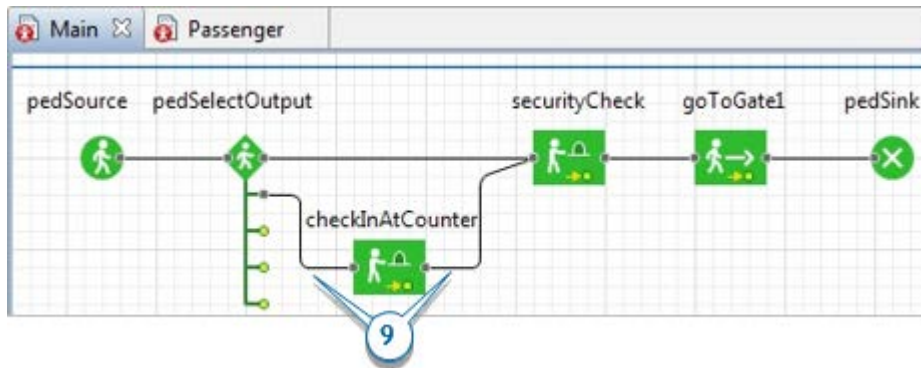 Main Passenger
pedSource pedSelectOutput securityCheck goToGate1 pedSink
checkInAtCounter
9